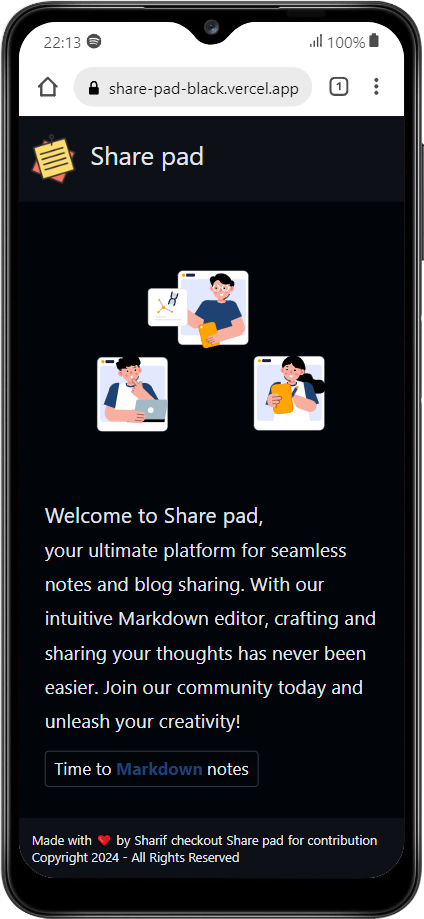 22:13 100%
share-pad-black.vercel.app 1
Share pad
Welcome to Share pad,
your ultimate platform for seamless
notes and blog sharing. With our
intuitive Markdown editor, crafting and
sharing your thoughts has never been
easier. Join our community today and
unleash your creativity!
Time to Markdown notes
Made with ❤️ by Sharif checkout Share pad for contribution
Copyright 2024 - All Rights Reserved